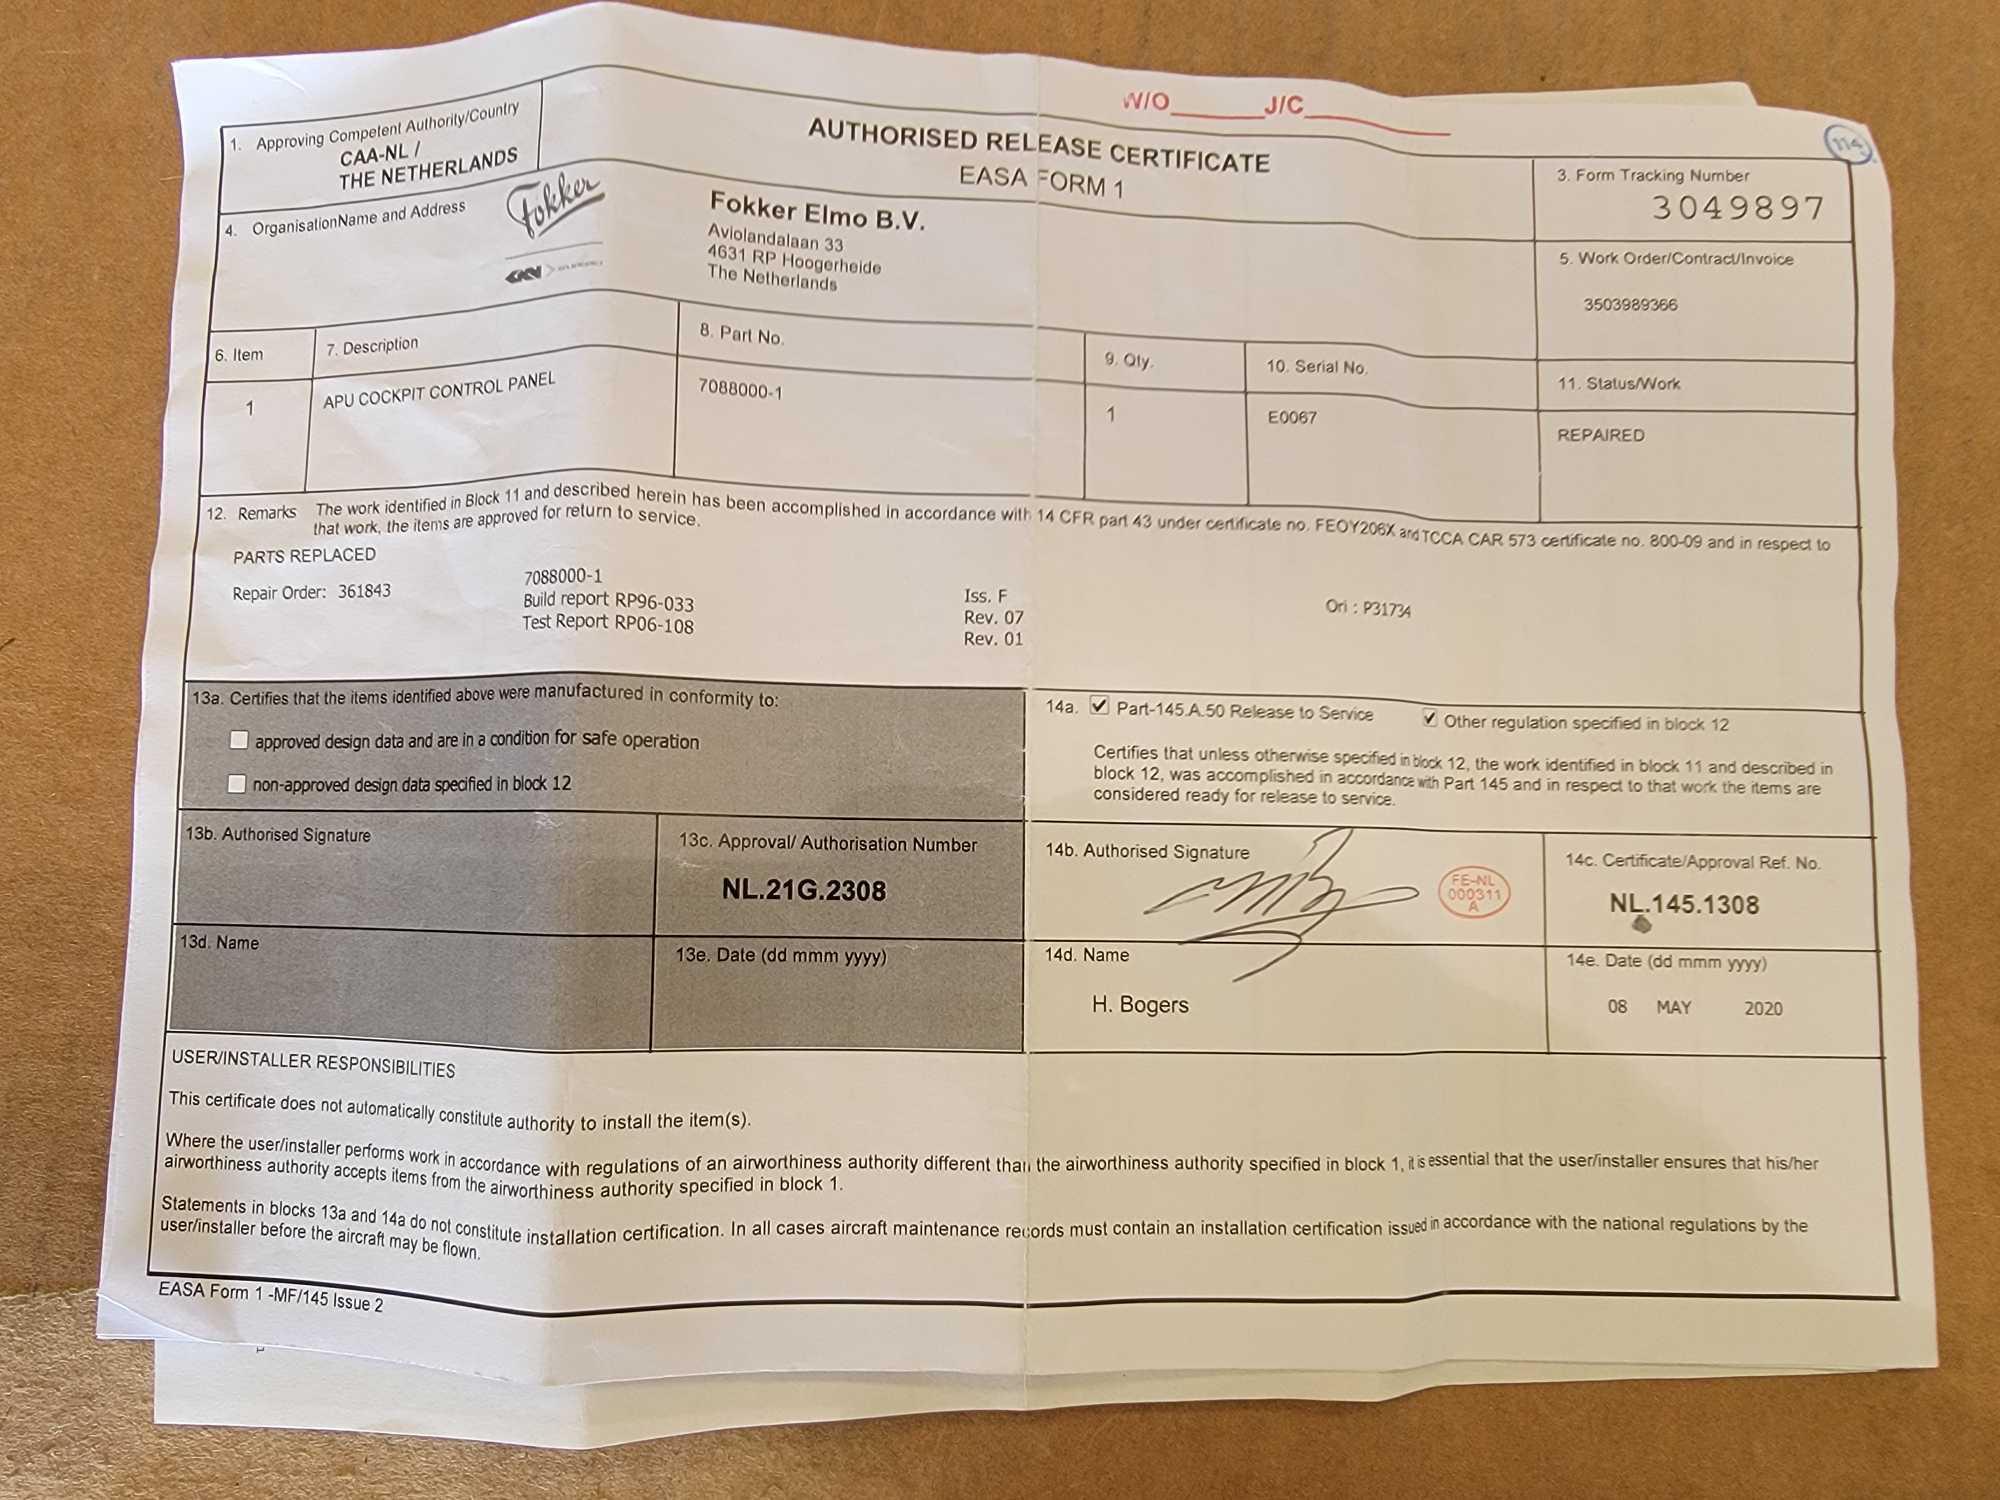 W/O J/C
114
1. Approving Competent Authority/Country
CAA-NL /
THE NETHERLANDS
AUTHORISED RELEASE CERTIFICATE
EASA FORM 1
3. Form Tracking Number
3049897
4. OrganisationName and Address
Fokker
GKN
Fokker Elmo B.V.
Aviolandalaan 33
4631 RP Hoogerheide
The Netherlands
5. Work Order/Contract/Invoice
3503989366
6. Item 7. Description 8. Part No. 9. Qty. 10. Serial No. 11. Status/Work
1 APU COCKPIT CONTROL PANEL 7088000-1 1 E0067 REPAIRED
12. Remarks The work identified in Block 11 and described herein has been accomplished in accordance with 14 CFR part 43 under certificate no. FEOY206X and TCCA CAR 573 certificate no. 800-09 and in respect to
that work, the items are approved for return to service.
PARTS REPLACED
Repair Order: 361843
7088000-1 Iss. F Ori : P31734
Build report RP96-033 Rev. 07
Test Report RP06-108 Rev. 01
13a. Certifies that the items identified above were manufactured in conformity to:
approved design data and are in a condition for safe operation
non-approved design data specified in block 12
14a. Part-145.A.50 Release to Service Other regulation specified in block 12
Certifies that unless otherwise specified in block 12, the work identified in block 11 and described in
block 12, was accomplished in accordance with Part 145 and in respect to that work the items are
considered ready for release to service.
13b. Authorised Signature
13c. Approval/ Authorisation Number
NL.21G.2308
14b. Authorised Signature
FE-NL
000311
A
14c. Certificate/Approval Ref. No.
NL.145.1308
13d. Name
13e. Date (dd mmm yyyy)
14d. Name
H. Bogers
14e. Date (dd mmm yyyy)
08 MAY 2020
USER/INSTALLER RESPONSIBILITIES
This certificate does not automatically constitute authority to install the item(s).
Where the user/installer performs work in accordance with regulations of an airworthiness authority different than the airworthiness authority specified in block 1, it is essential that the user/installer ensures that his/her
airworthiness authority accepts items from the airworthiness authority specified in block 1.
Statements in blocks 13a and 14a do not constitute installation certification. In all cases aircraft maintenance records must contain an installation certification issued in accordance with the national regulations by the
user/installer before the aircraft may be flown.
EASA Form 1 -MF/145 Issue 2